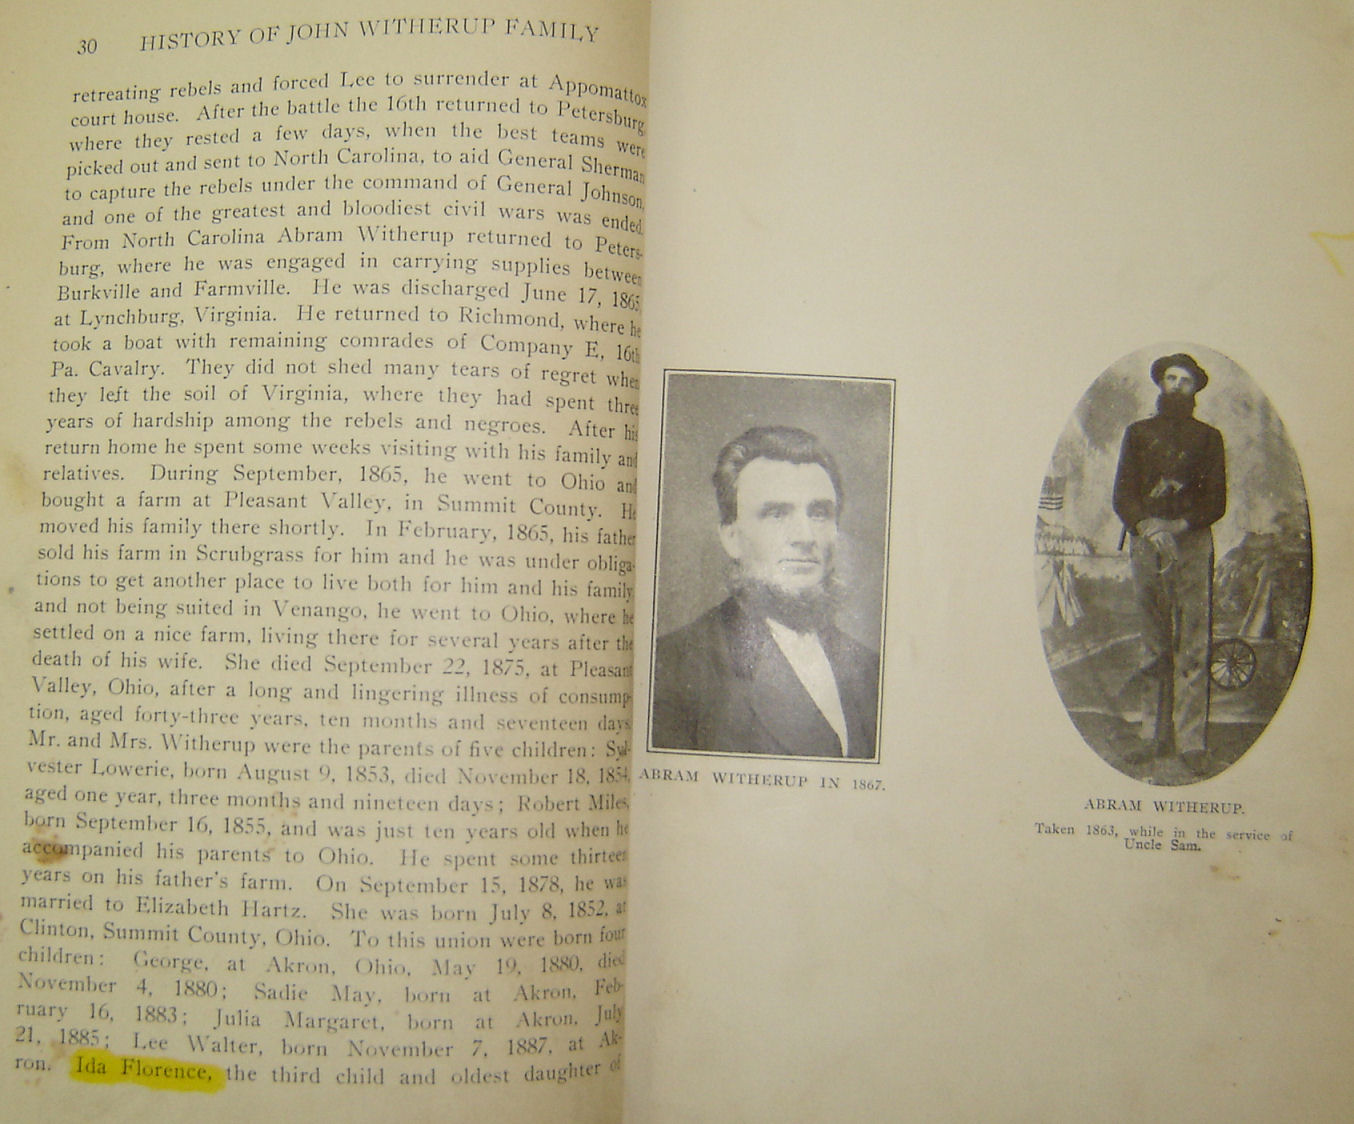 30 HISTORY OF JOHN WITHERUP FAMILY
retreating rebels and forced Lee to surrender at Appomattox
court house. After the battle the 16th returned to Petersburg,
where they rested a few days, when the best teams were
picked out and sent to North Carolina, to aid General Sherman
to capture the rebels under the command of General Johnson,
and one of the greatest and bloodiest civil wars was ended.
From North Carolina Abram Witherup returned to Peters-
burg, where he was engaged in carrying supplies between
Burkville and Farmville. He was discharged June 17, 1865
at Lynchburg, Virginia. He returned to Richmond, where he
took a boat with remaining comrades of Company E, 16th
Pa. Cavalry. They did not shed many tears of regret when
they left the soil of Virginia, where they had spent three
years of hardship among the rebels and negroes. After his
return home he spent some weeks visiting with his family and
relatives. During September, 1865, he went to Ohio and
bought a farm at Pleasant Valley, in Summit County. He
moved his family there shortly. In February, 1865, his father
sold his farm in Scrubgrass for him and he was under obliga-
tions to get another place to live both for him and his family
and not being suited in Venango, he went to Ohio, where he
settled on a nice farm, living there for several years after the
death of his wife. She died September 22, 1875, at Pleasant
Valley, Ohio, after a long and lingering illness of consump-
tion, aged forty-three years, ten months and seventeen days.
Mr. and Mrs. Witherup were the parents of five children: Syl-
vester Lowerie, born August 9, 1853, died November 18, 1854,
aged one year, three months and nineteen days; Robert Miles,
born September 16, 1855, and was just ten years old when he
accompanied his parents to Ohio. He spent some thirteen
years on his father's farm. On September 15, 1878, he was
married to Elizabeth Hartz. She was born July 8, 1852, at
Clinton, Summit County, Ohio. To this union were born four
children: George, at Akron, Ohio, May 19, 1880, died
November 4, 1880; Sadie May, born at Akron, Feb-
ruary 16, 1883; Julia Margaret, born at Akron, July
21, 1885; Lee Walter, born November 7, 1887, at Ak-
ron. Ida Florence, the third child and oldest daughter of
ABRAM WITHERUP IN 1867.
ABRAM WITHERUP.
Taken 1863, while in the service of
Uncle Sam.